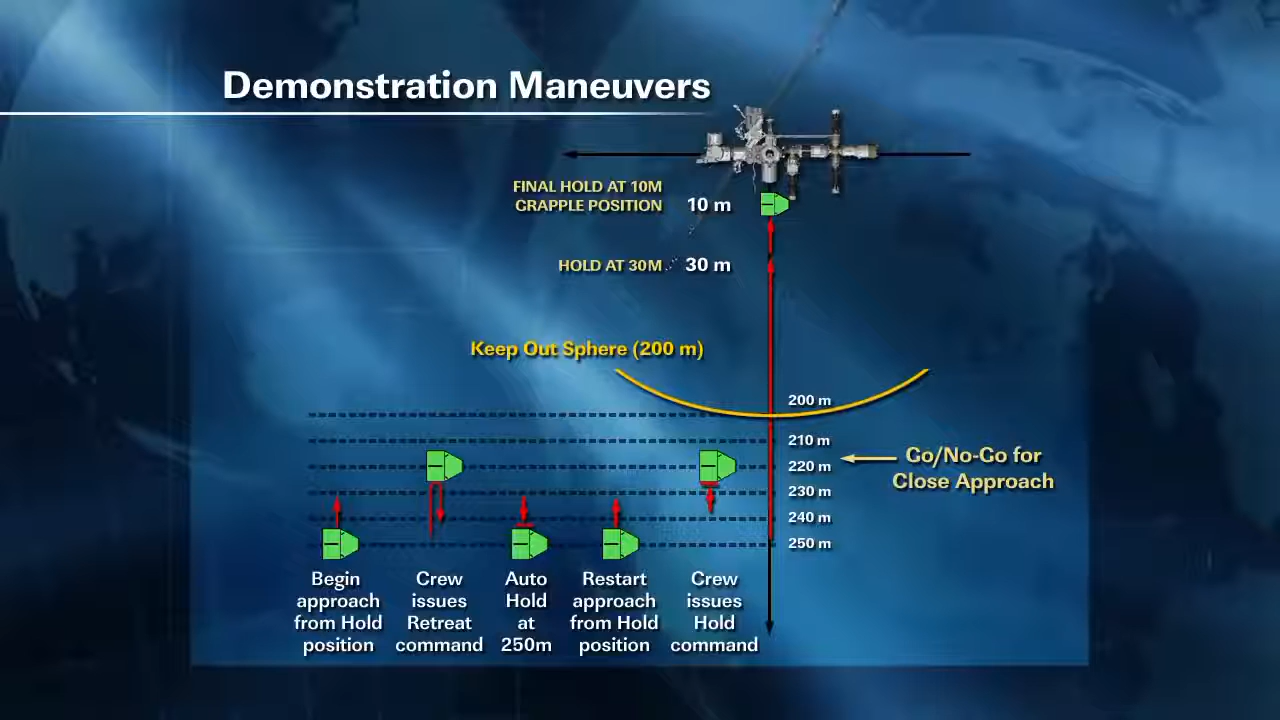 Demonstration Maneuvers
FINAL HOLD AT 10M
GRAPPLE POSITION
10 m
HOLD AT 30M
30 m
Keep Out Sphere (200 m)
200 m
210 m
220 m
230 m
240 m
250 m
Go/No-Go for
Close Approach
Begin
approach
from Hold
position
Crew
issues
Retreat
command
Auto
Hold
at
250m
Restart
approach
from Hold
position
Crew
issues
Hold
command